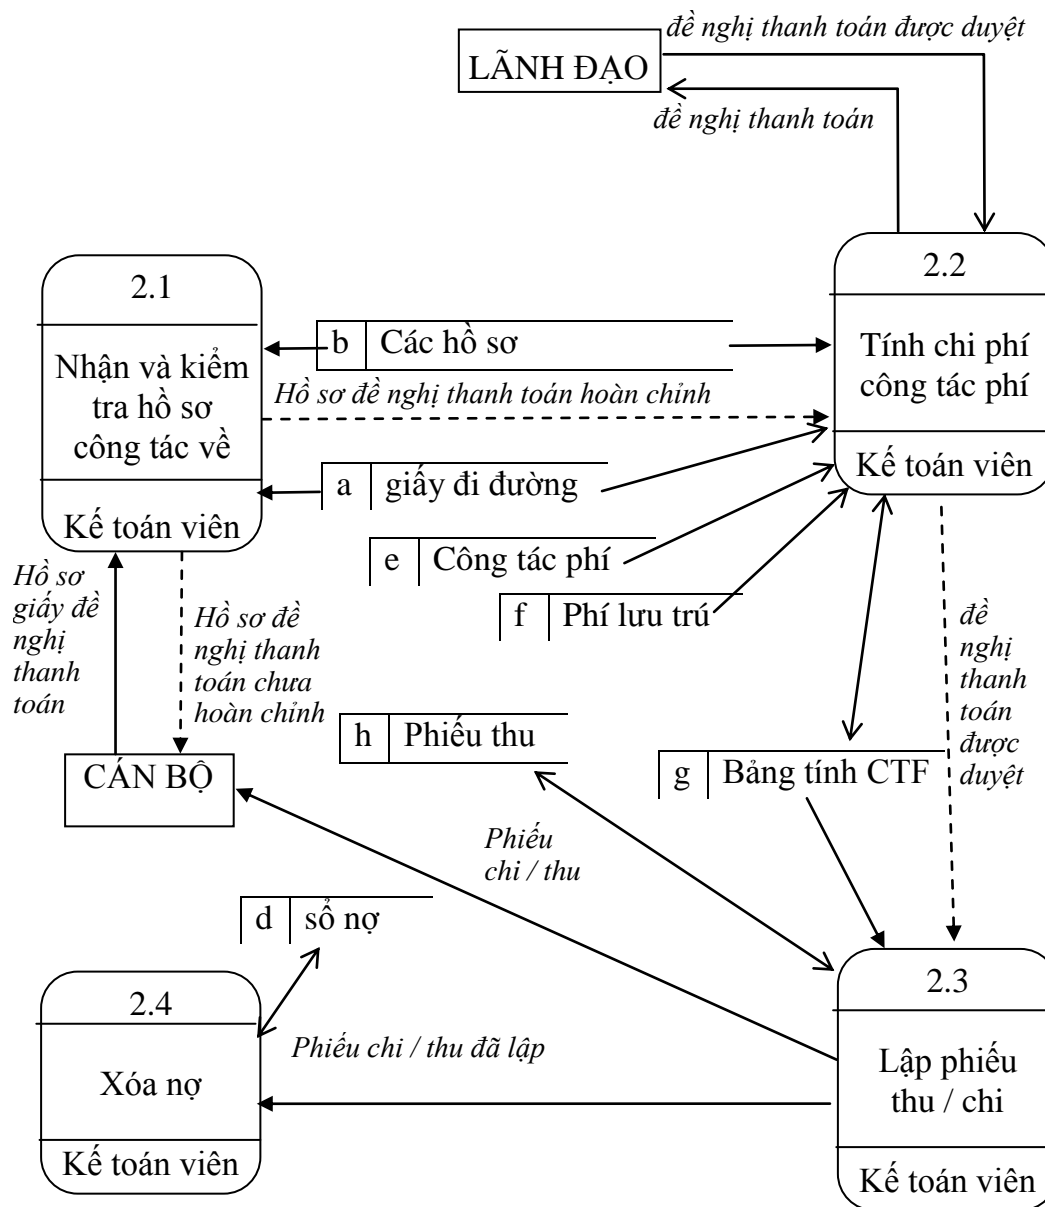 đề nghị thanh toán được duyệt
LÃNH ĐẠO
đề nghị thanh toán
2.1
2.2
b Các hồ sơ
Nhận và kiểm
tra hồ sơ
công tác về
Tính chi phí
công tác phí
Hồ sơ đề nghị thanh toán hoàn chỉnh
a giấy đi đường
Kế toán viên
Kế toán viên
e Công tác phí
f Phí lưu trú
Hồ sơ
giấy đề
nghị
thanh
toán
Hồ sơ đề
nghị thanh
toán chưa
hoàn chỉnh
đề
nghị
thanh
toán
được
duyệt
h Phiếu thu
g Bảng tính CTF
CÁN BỘ
Phiếu
chi / thu
d sổ nợ
2.4
2.3
Phiếu chi / thu đã lập
Xóa nợ
Lập phiếu
thu / chi
Kế toán viên
Kế toán viên